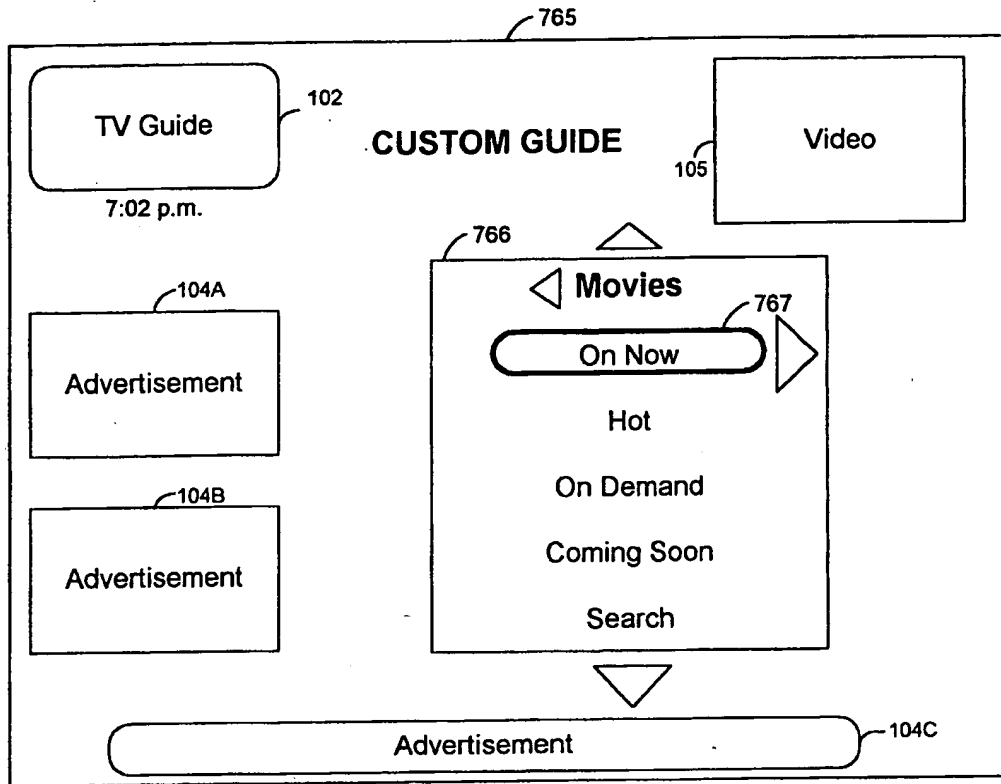 765
TV Guide
102
CUSTOM GUIDE
105
Video
7:02 p.m.
766
Movies
767
On Now
Hot
On Demand
Coming Soon
Search
104A
Advertisement
104B
Advertisement
Advertisement
104C